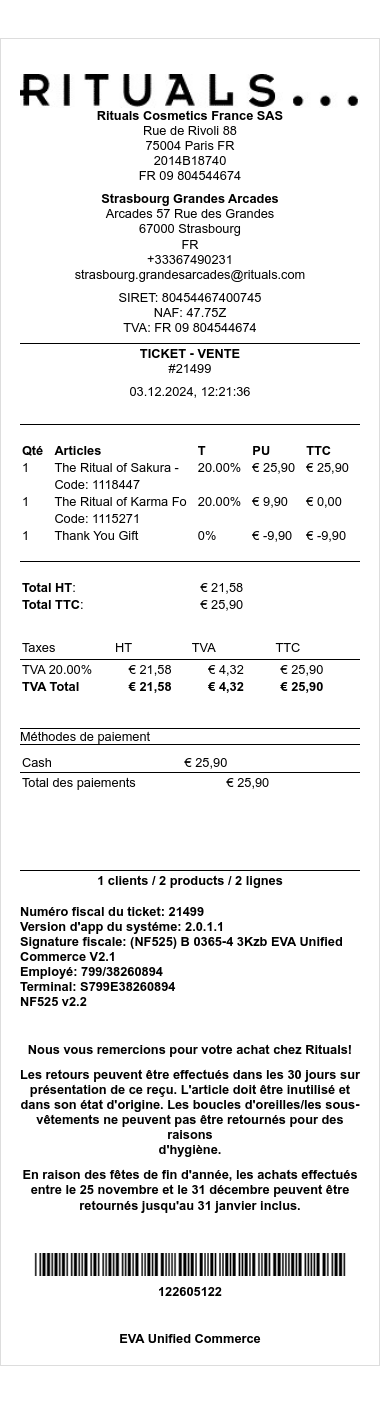 RITUALS...
Rituals Cosmetics France SAS
Rue de Rivoli 88
75004 Paris FR
2014B18740
FR 09 804544674
Strasbourg Grandes Arcades
Arcades 57 Rue des Grandes
67000 Strasbourg
FR
+33367490231
strasbourg.grandesarcades@rituals.com
SIRET: 80454467400745
NAF: 47.75Z
TVA: FR 09 804544674
TICKET - VENTE
#21499
03.12.2024, 12:21:36
Qté Articles T PU TTC
1 The Ritual of Sakura - 20.00% € 25,90 € 25,90
Code: 1118447
1 The Ritual of Karma Fo 20.00% € 9,90 € 0,00
Code: 1115271
1 Thank You Gift 0% € -9,90 € -9,90
Total HT: € 21,58
Total TTC: € 25,90
Taxes HT TVA TTC
TVA 20.00% € 21,58 € 4,32 € 25,90
TVA Total € 21,58 € 4,32 € 25,90
Méthodes de paiement
Cash € 25,90
Total des paiements € 25,90
1 clients / 2 products / 2 lignes
Numéro fiscal du ticket: 21499
Version d'app du systéme: 2.0.1.1
Signature fiscale: (NF525) B 0365-4 3Kzb EVA Unified
Commerce V2.1
Employé: 799/38260894
Terminal: S799E38260894
NF525 v2.2
Nous vous remercions pour votre achat chez Rituals!
Les retours peuvent être effectués dans les 30 jours sur
présentation de ce reçu. L'article doit être inutilisé et
dans son état d'origine. Les boucles d'oreilles/les sous-
vêtements ne peuvent pas être retournés pour des
raisons
d'hygiène.
En raison des fêtes de fin d'année, les achats effectués
entre le 25 novembre et le 31 décembre peuvent être
retournés jusqu'au 31 janvier inclus.
122605122
EVA Unified Commerce